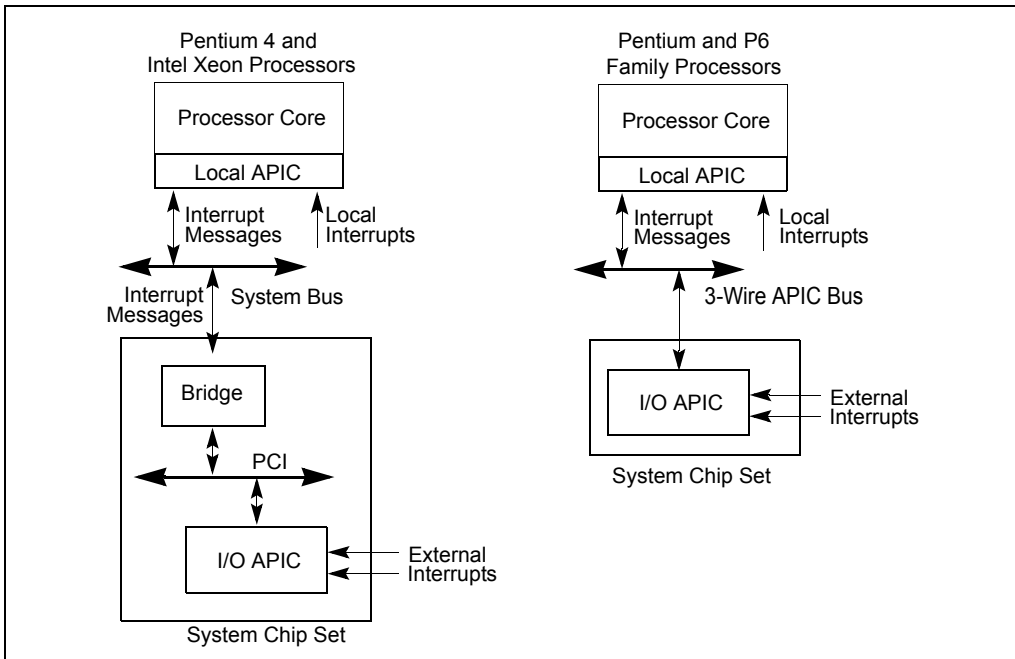 Pentium 4 and
Intel Xeon Processors
Processor Core
Local APIC
Interrupt
Messages
Local
Interrupts
Interrupt
Messages
System Bus
Bridge
PCI
I/O APIC
External
Interrupts
System Chip Set
Pentium and P6
Family Processors
Processor Core
Local APIC
Interrupt
Messages
Local
Interrupts
3-Wire APIC Bus
I/O APIC
External
Interrupts
System Chip Set